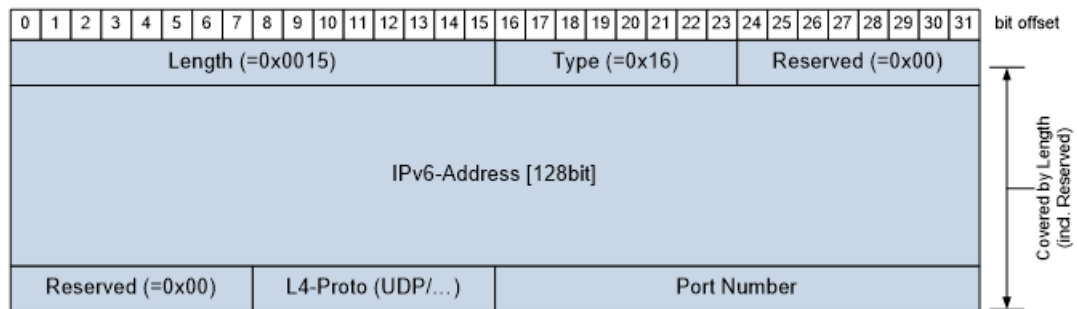 0 1 2 3 4 5 6 7 8 9 10 11 12 13 14 15 16 17 18 19 20 21 22 23 24 25 26 27 28 29 30 31 bit offset
Length (=0x0015) Type (=0x16) Reserved (=0x00)
IPv6-Address [128bit]
Covered by Length
(incl. Reserved)
Reserved (=0x00) L4-Proto (UDP/...) Port Number